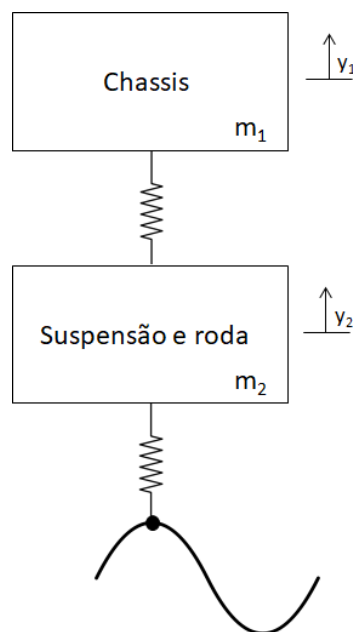 Chassis
y₁
m₁
Suspensão e roda
y₂
m₂